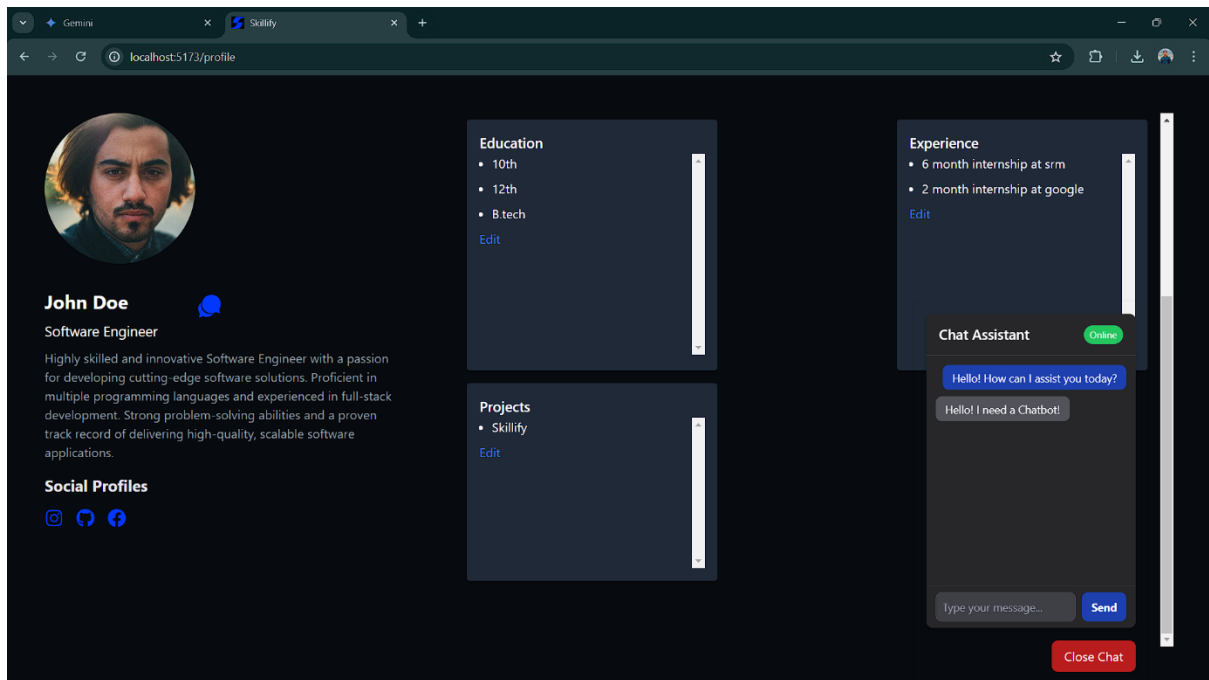 Gemini
Skillify
localhost:5173/profile
John Doe
Software Engineer
Highly skilled and innovative Software Engineer with a passion
for developing cutting-edge software solutions. Proficient in
multiple programming languages and experienced in full-stack
development. Strong problem-solving abilities and a proven
track record of delivering high-quality, scalable software
applications.
Social Profiles
Education
• 10th
• 12th
• B.tech
Edit
Projects
• Skillify
Edit
Experience
• 6 month internship at srm
• 2 month internship at google
Edit
Chat Assistant
Online
Hello! How can I assist you today?
Hello! I need a Chatbot!
Type your message...
Send
Close Chat